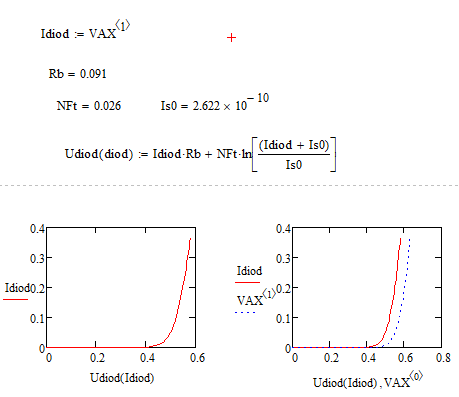 Idiod := VAX⟨1⟩
Rb = 0.091
NFt = 0.026 Is0 = 2.622 × 10^-10
Udiod(diod) := Idiod·Rb + NFt·ln[(Idiod + Is0)/Is0]
0.4
0.3
Idiod 0.2
0.1
0
0 0.2 0.4 0.6
Udiod(Idiod)
0.4
0.3
Idiod
VAX⟨1⟩ 0.2
0.1
0
0 0.2 0.4 0.6 0.8
Udiod(Idiod) , VAX⟨0⟩